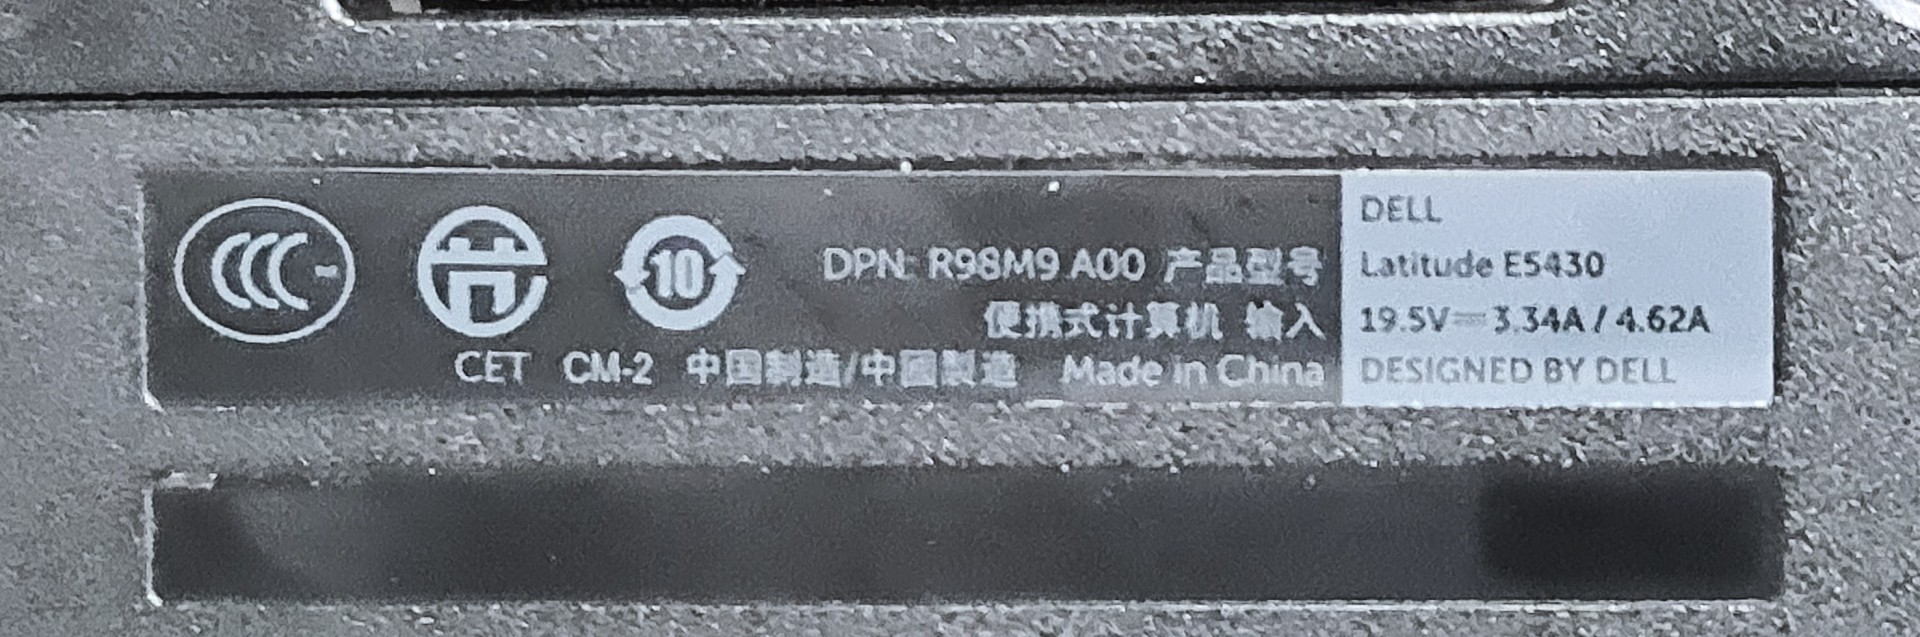 CCC
10
DPN: R98M9 A00 产品型号
便携式计算机 输入
CET CM-2 中国制造/中國製造 Made in China
DELL
Latitude E5430
19.5V⎓3.34A / 4.62A
DESIGNED BY DELL